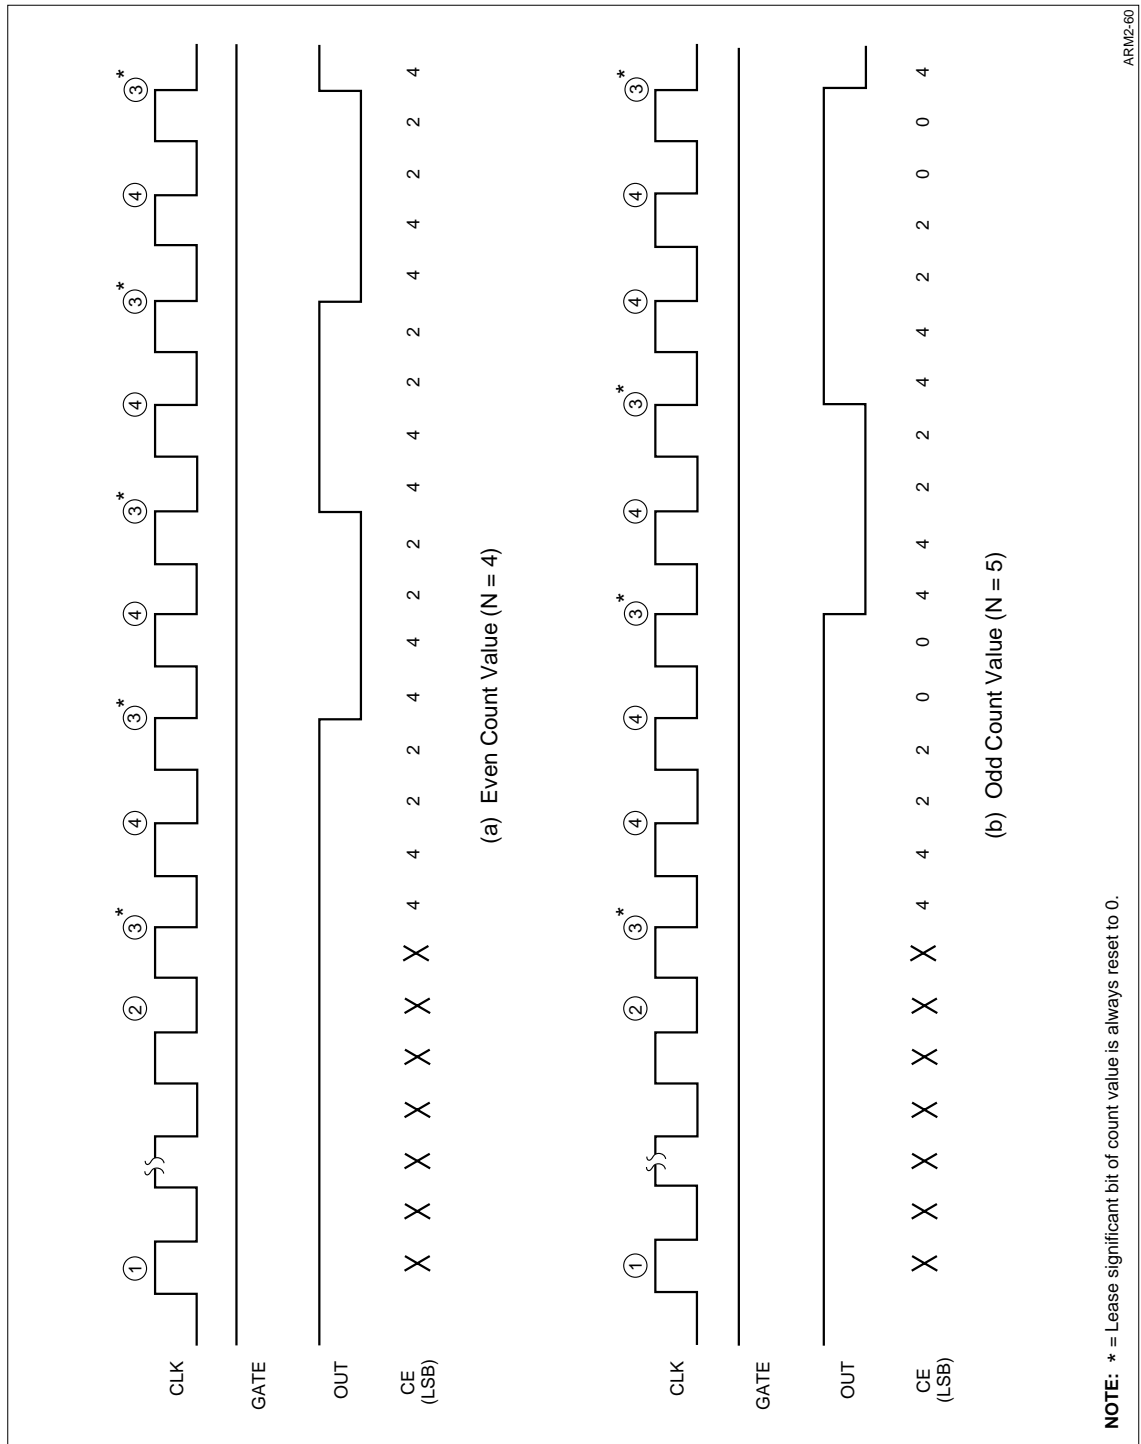 1 2 3* 4 3* 4 3* 4 3* 4 3*
CLK
GATE
OUT
CE X X X X X X X 4 4 2 2 4 4 2 2 4 4 2 2 4 4 2 2 4
(LSB)
(a) Even Count Value (N = 4)
1 2 3* 4 4 3* 4 3* 4 4 3*
CLK
GATE
OUT
CE X X X X X X X 4 4 2 2 0 0 4 4 2 2 4 4 2 2 0 0 4
(LSB)
(b) Odd Count Value (N = 5)
NOTE: * = Lease significant bit of count value is always reset to 0.
ARM2-60